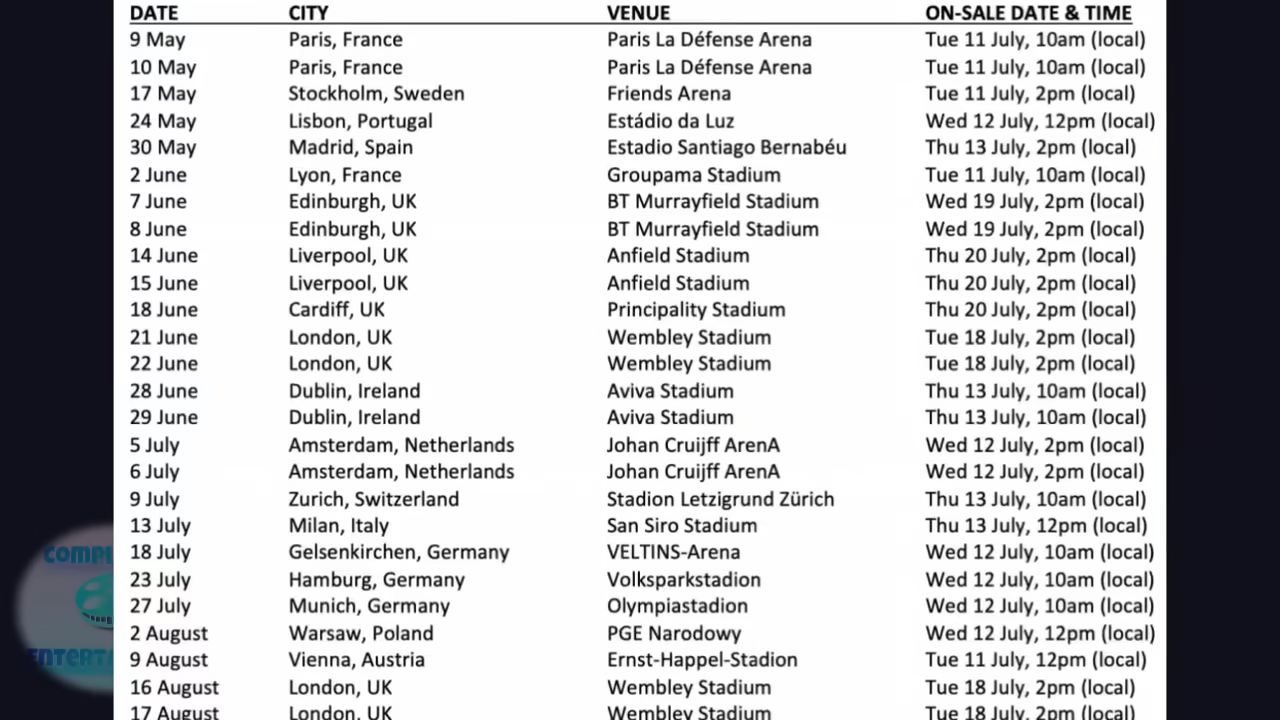 DATE CITY VENUE ON-SALE DATE & TIME
9 May Paris, France Paris La Défense Arena Tue 11 July, 10am (local)
10 May Paris, France Paris La Défense Arena Tue 11 July, 10am (local)
17 May Stockholm, Sweden Friends Arena Tue 11 July, 2pm (local)
24 May Lisbon, Portugal Estádio da Luz Wed 12 July, 12pm (local)
30 May Madrid, Spain Estadio Santiago Bernabéu Thu 13 July, 2pm (local)
2 June Lyon, France Groupama Stadium Tue 11 July, 10am (local)
7 June Edinburgh, UK BT Murrayfield Stadium Wed 19 July, 2pm (local)
8 June Edinburgh, UK BT Murrayfield Stadium Wed 19 July, 2pm (local)
14 June Liverpool, UK Anfield Stadium Thu 20 July, 2pm (local)
15 June Liverpool, UK Anfield Stadium Thu 20 July, 2pm (local)
18 June Cardiff, UK Principality Stadium Thu 20 July, 2pm (local)
21 June London, UK Wembley Stadium Tue 18 July, 2pm (local)
22 June London, UK Wembley Stadium Tue 18 July, 2pm (local)
28 June Dublin, Ireland Aviva Stadium Thu 13 July, 10am (local)
29 June Dublin, Ireland Aviva Stadium Thu 13 July, 10am (local)
5 July Amsterdam, Netherlands Johan Cruijff ArenA Wed 12 July, 2pm (local)
6 July Amsterdam, Netherlands Johan Cruijff ArenA Wed 12 July, 2pm (local)
9 July Zurich, Switzerland Stadion Letzigrund Zürich Thu 13 July, 10am (local)
13 July Milan, Italy San Siro Stadium Thu 13 July, 12pm (local)
18 July Gelsenkirchen, Germany VELTINS-Arena Wed 12 July, 10am (local)
23 July Hamburg, Germany Volksparkstadion Wed 12 July, 10am (local)
27 July Munich, Germany Olympiastadion Wed 12 July, 10am (local)
2 August Warsaw, Poland PGE Narodowy Wed 12 July, 12pm (local)
9 August Vienna, Austria Ernst-Happel-Stadion Tue 11 July, 12pm (local)
16 August London, UK Wembley Stadium Tue 18 July, 2pm (local)
17 August London, UK Wembley Stadium Tue 18 July, 2pm (local)